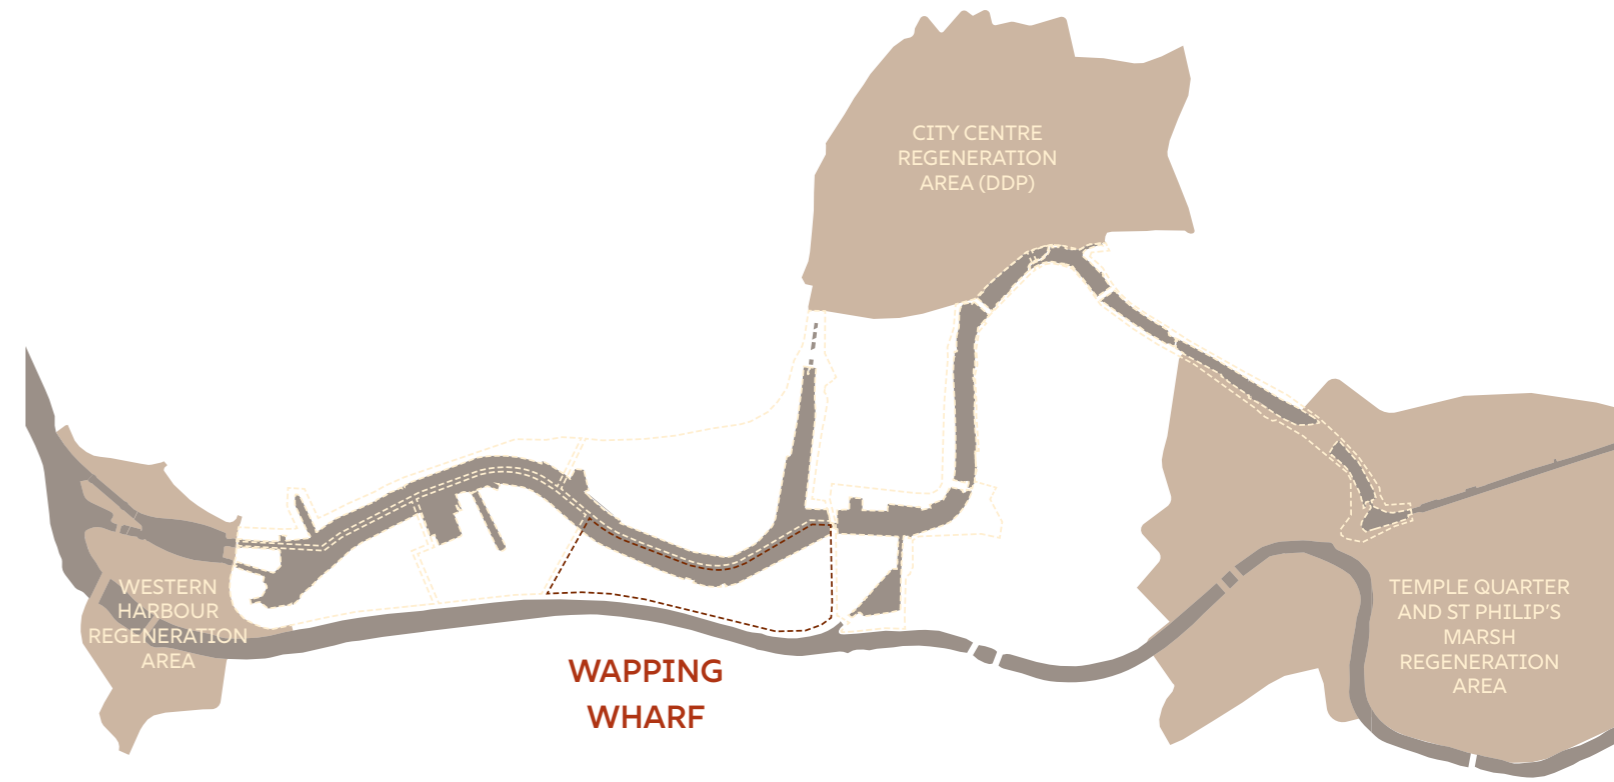 CITY CENTRE
REGENERATION
AREA (DDP)
WESTERN
HARBOUR
REGENERATION
AREA
WAPPING
WHARF
TEMPLE QUARTER
AND ST PHILIP'S
MARSH
REGENERATION
AREA